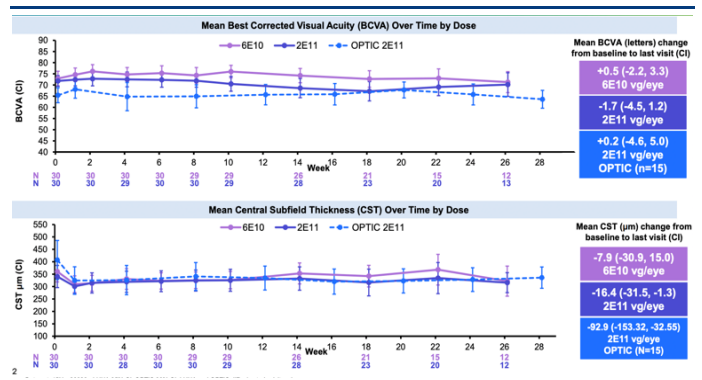 Mean Best Corrected Visual Acuity (BCVA) Over Time by Dose
6E10 2E11 OPTIC 2E11
BCVA (CI)
90
85
80
75
70
65
60
55
50
45
40
0 2 4 6 8 10 12 14 16 18 20 22 24 26 28
Week
N 30 30 30 30 29 29 26 21 15 12
N 30 30 29 30 29 29 28 23 20 13
Mean BCVA (letters) change
from baseline to last visit (CI)
+0.5 (-2.2, 3.3)
6E10 vg/eye
-1.7 (-4.5, 1.2)
2E11 vg/eye
+0.2 (-4.6, 5.0)
2E11 vg/eye
OPTIC (n=15)
Mean Central Subfield Thickness (CST) Over Time by Dose
6E10 2E11 OPTIC 2E11
CST μm (CI)
550
500
450
400
350
300
250
200
150
100
0 2 4 6 8 10 12 14 16 18 20 22 24 26 28
Week
N 30 30 30 30 29 29 26 21 15 12
N 30 30 28 30 30 30 28 23 20 13
Mean CST (μm) change from
baseline to last visit (CI)
-7.9 (-30.9, 15.0)
6E10 vg/eye
-16.4 (-31.5, -1.3)
2E11 vg/eye
-92.9 (-153.32, -32.55)
2E11 vg/eye
OPTIC (N=15)
2